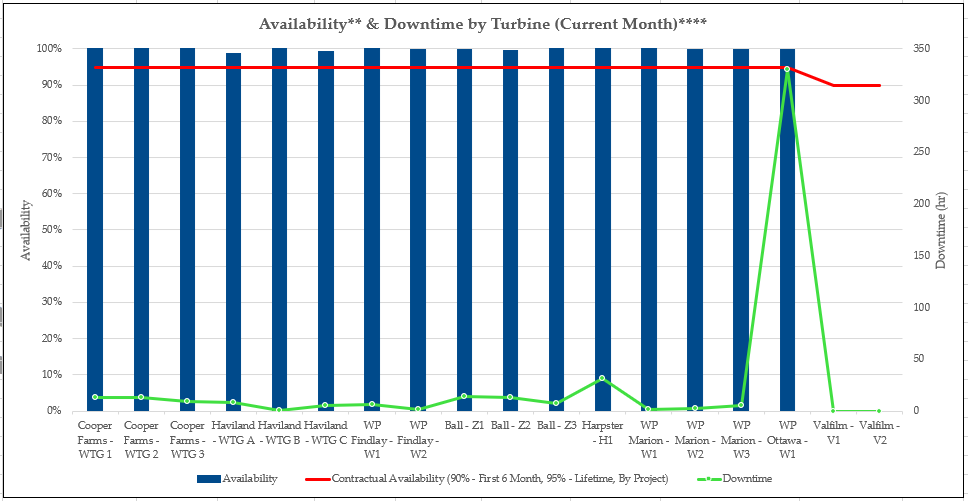 Availability** & Downtime by Turbine (Current Month)****
100%
90%
80%
70%
60%
50%
40%
30%
20%
10%
0%
Availability
350
300
250
200
150
100
50
0
Downtime (hr)
Cooper Farms - WTG 1
Cooper Farms - WTG 2
Cooper Farms - WTG 3
Haviland - WTG A
Haviland - WTG B
Haviland - WTG C
WP Findlay - W1
WP Findlay - W2
Ball - Z1
Ball - Z2
Ball - Z3
Harpster - H1
WP Marion - W1
WP Marion - W2
WP Marion - W3
WP Ottawa - W1
Valfilm - V1
Valfilm - V2
Availability
Contractual Availability (90% - First 6 Month, 95% - Lifetime, By Project)
Downtime